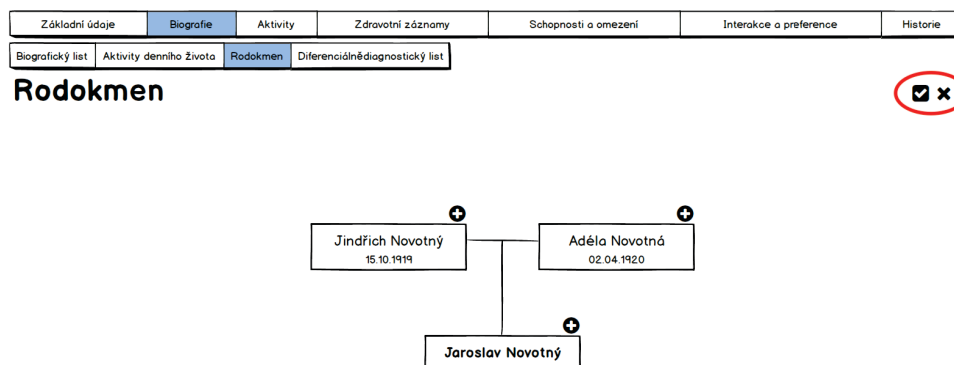 Základní údaje Biografie Aktivity Zdravotní záznamy Schopnosti a omezení Interakce a preference Historie
Biografický list Aktivity denního života Rodokmen Diferenciálnědiagnostický list
Rodokmen
Jindřich Novotný Adéla Novotná
15.10.1919 02.04.1920
Jaroslav Novotný